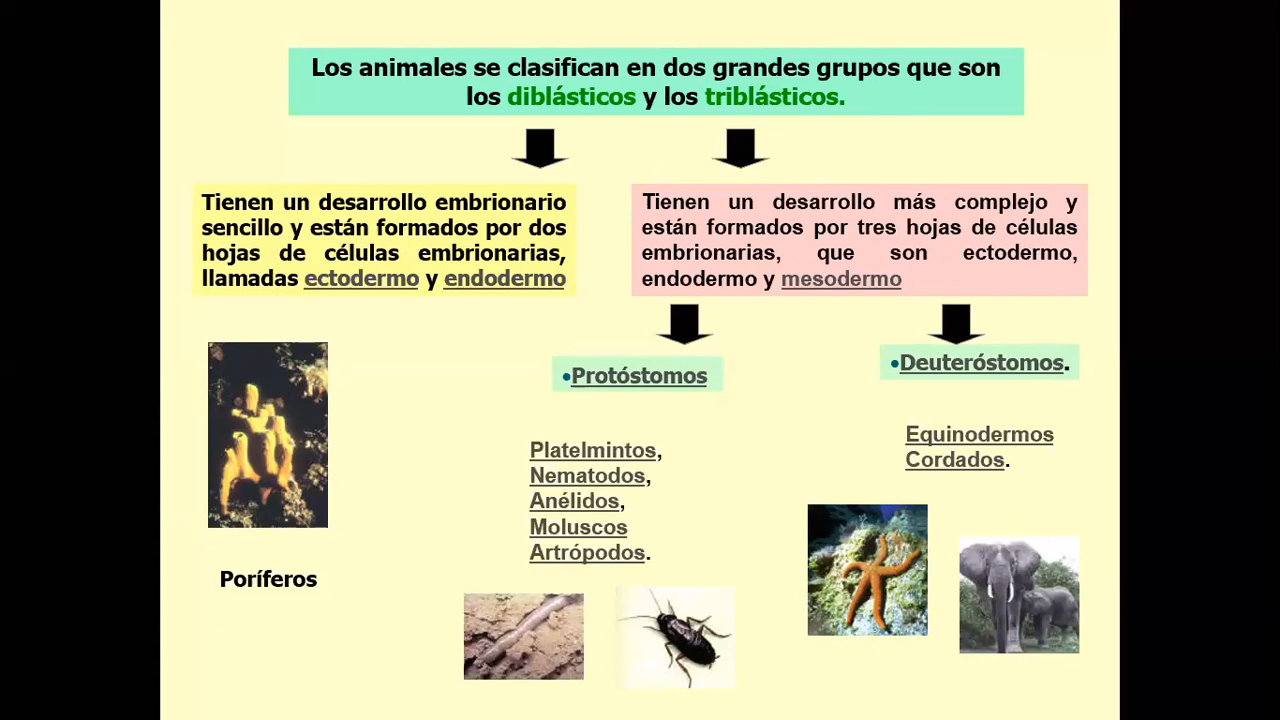 Los animales se clasifican en dos grandes grupos que son
los diblásticos y los triblásticos.
Tienen un desarrollo embrionario
sencillo y están formados por dos
hojas de células embrionarias,
llamadas ectodermo y endodermo
Tienen un desarrollo más complejo y
están formados por tres hojas de células
embrionarias, que son ectodermo,
endodermo y mesodermo
•Protóstomos
•Deuteróstomos.
Platelmintos,
Nematodos,
Anélidos,
Moluscos
Artrópodos.
Equinodermos
Cordados.
Poríferos